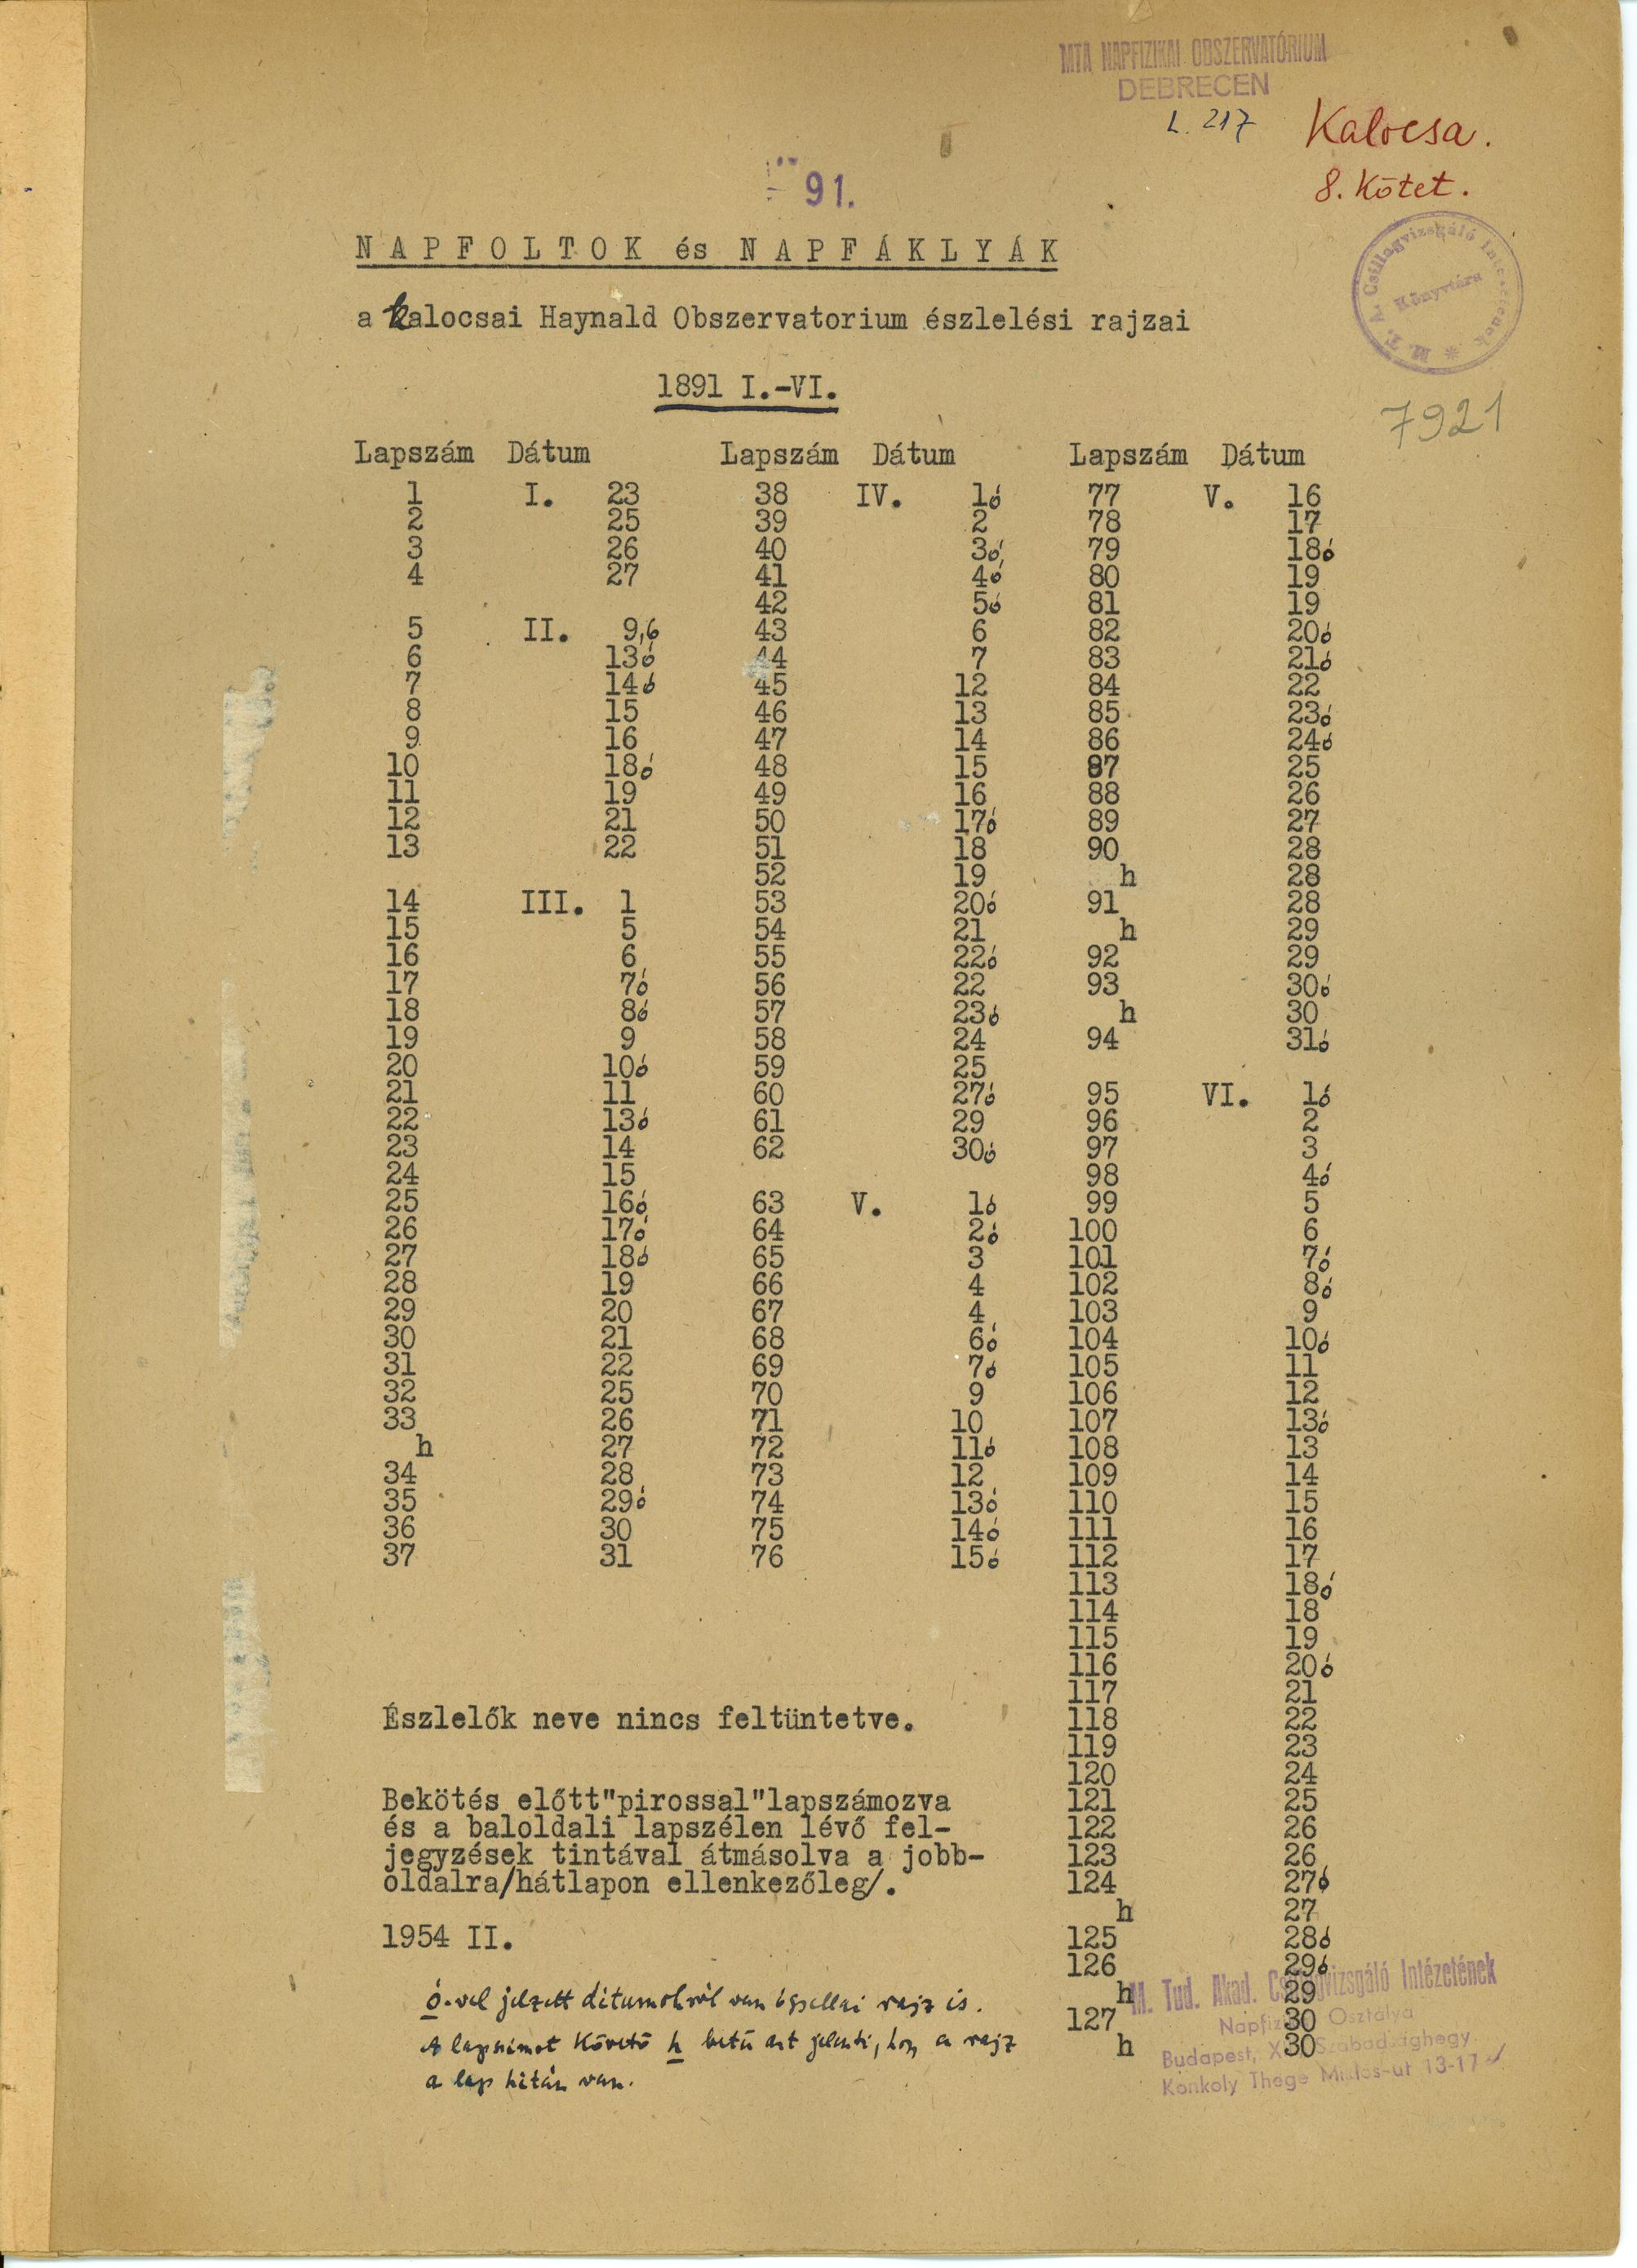 MTA NAPFIZIKAI OBSZERVATÓRIUM
DEBRECEN
L. 217
Kalocsa.
8. Kötet.
91.
NAPFOLTOK és NAPFÁKLYÁK
M. T. A. Csillagvizsgáló Intézetének
Könyvtára
a kalocsai Haynald Obszervatorium észlelési rajzai
1891 I.-VI.
7921
Lapszám Dátum Lapszám Dátum Lapszám Dátum
1 I. 23 38 IV. 1ó 77 V. 16
2 25 39 2 78 17
3 26 40 3ó 79 18ó
4 27 41 4ó 80 19
42 5ó 81 19
5 II. 9,ó 43 6 82 20ó
6 13ó 44 7 83 21ó
7 14ó 45 12 84 22
8 15 46 13 85 23ó
9 16 47 14 86 24ó
10 18ó 48 15 87 25
11 19 49 16 88 26
12 21 50 17ó 89 27
13 22 51 18 90 28
52 19 h 28
14 III. 1 53 20ó 91 28
15 5 54 21 h 29
16 6 55 22ó 92 29
17 7ó 56 22 93 30ó
18 8ó 57 23ó h 30
19 9 58 24 94 31ó
20 10ó 59 25
21 11 60 27ó 95 VI. 1ó
22 13ó 61 29 96 2
23 14 62 30ó 97 3
24 15 98 4ó
25 16ó 63 V. 1ó 99 5
26 17ó 64 2ó 100 6
27 18ó 65 3 101 7ó
28 19 66 4 102 8ó
29 20 67 4 103 9
30 21 68 6ó 104 10ó
31 22 69 7ó 105 11
32 25 70 9 106 12
33 26 71 10 107 13ó
h 27 72 11ó 108 13
34 28 73 12 109 14
35 29ó 74 13ó 110 15
36 30 75 14ó 111 16
37 31 76 15ó 112 17
113 18ó
114 18
115 19
116 20ó
117 21
Észlelők neve nincs feltüntetve.
118 22
119 23
120 24
Bekötés előtt"pirossal"lapszámozva
121 25
és a baloldali lapszélen lévő fel-
122 26
jegyzések tintával átmásolva a jobb-
123 26
oldalra/hátlapon ellenkezőleg/.
124 27ó
h 27
1954 II.
125 28ó
126 29ó
h 29
127 30
h 30
M. Tud. Akad. Csillagvizsgáló Intézetének
Napfizikai Osztálya
Budapest, Szabadsághegy
Konkoly Thege Miklós-út 13-17
ó.-val jelzett dátumokról van ógyallai rajz is.
A lapszámot követő h betű azt jelenti, hogy a rajz
a lap hátán van.